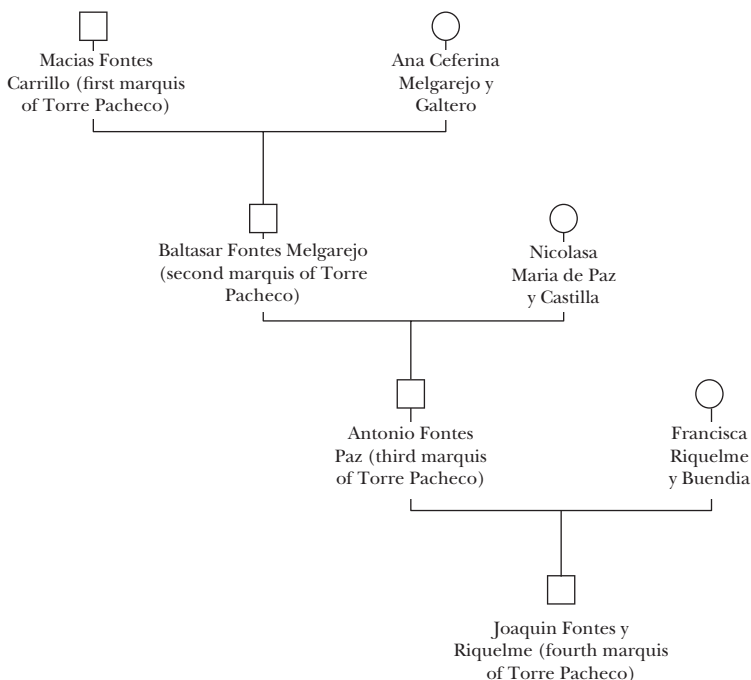 Macias Fontes
Carrillo (first marquis
of Torre Pacheco)
Ana Ceferina
Melgarejo y
Galtero
Baltasar Fontes Melgarejo
(second marquis of Torre
Pacheco)
Nicolasa
Maria de Paz
y Castilla
Antonio Fontes
Paz (third marquis
of Torre Pacheco)
Francisca
Riquelme
y Buendia
Joaquin Fontes y
Riquelme (fourth marquis
of Torre Pacheco)